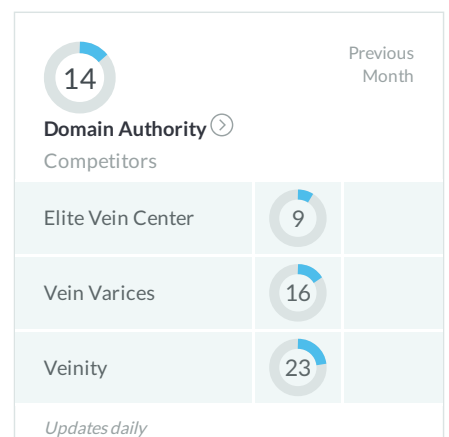 14
Previous
Month
Domain Authority
Competitors
Elite Vein Center 9
Vein Varices 16
Veinity 23
Updates daily